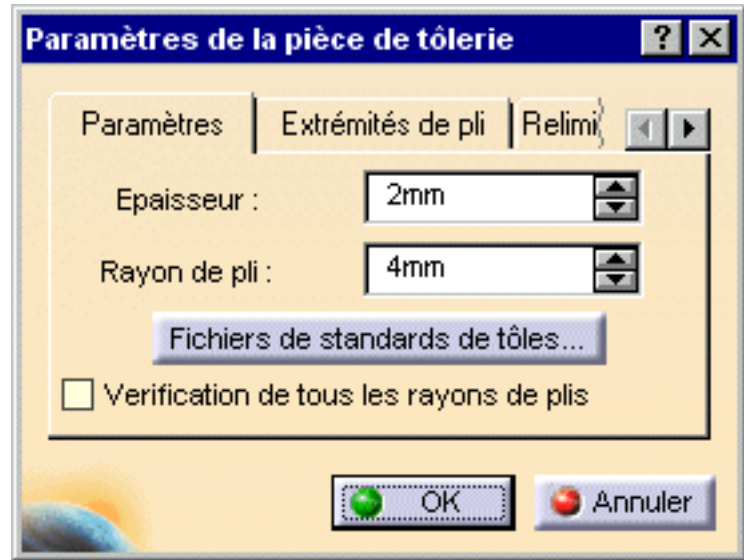 Paramètres de la pièce de tôlerie
Paramètres Extrémités de pli Relimi
Epaisseur : 2mm
Rayon de pli : 4mm
Fichiers de standards de tôles...
Verification de tous les rayons de plis
OK Annuler